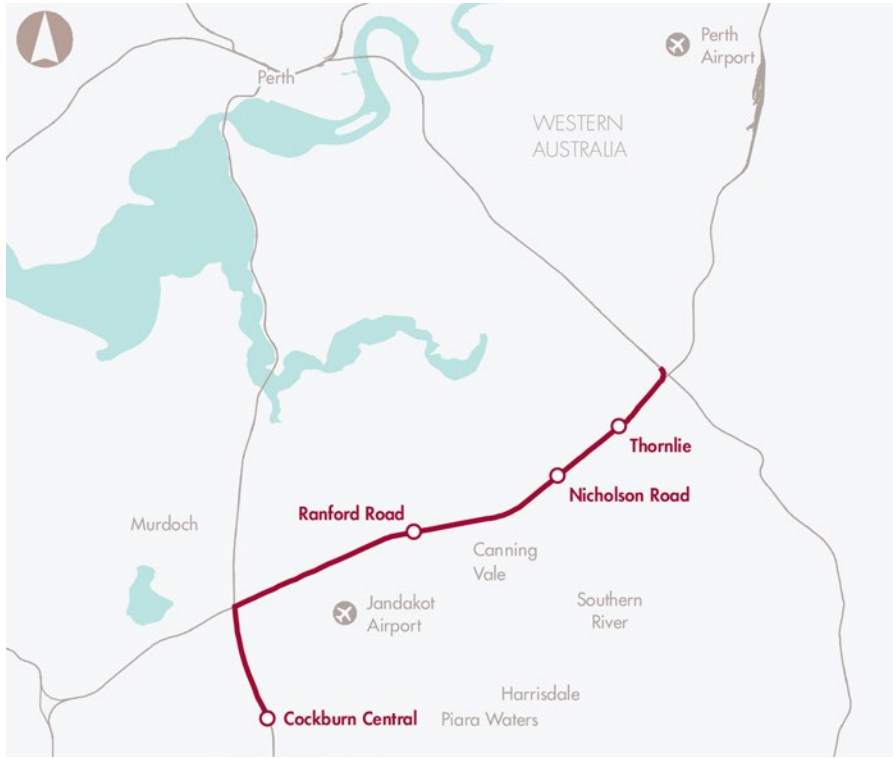 Perth
Perth
Airport
WESTERN
AUSTRALIA
Thornlie
Nicholson Road
Ranford Road
Murdoch
Canning
Vale
Jandakot
Airport
Southern
River
Harrisdale
Cockburn Central
Piara Waters